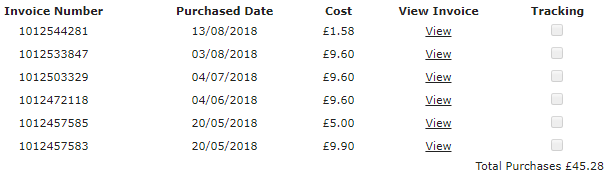 Invoice Number Purchased Date Cost View Invoice Tracking
1012544281 13/08/2018 £1.58 View
1012533847 03/08/2018 £9.60 View
1012503329 04/07/2018 £9.60 View
1012472118 04/06/2018 £9.60 View
1012457585 20/05/2018 £5.00 View
1012457583 20/05/2018 £9.90 View
Total Purchases £45.28